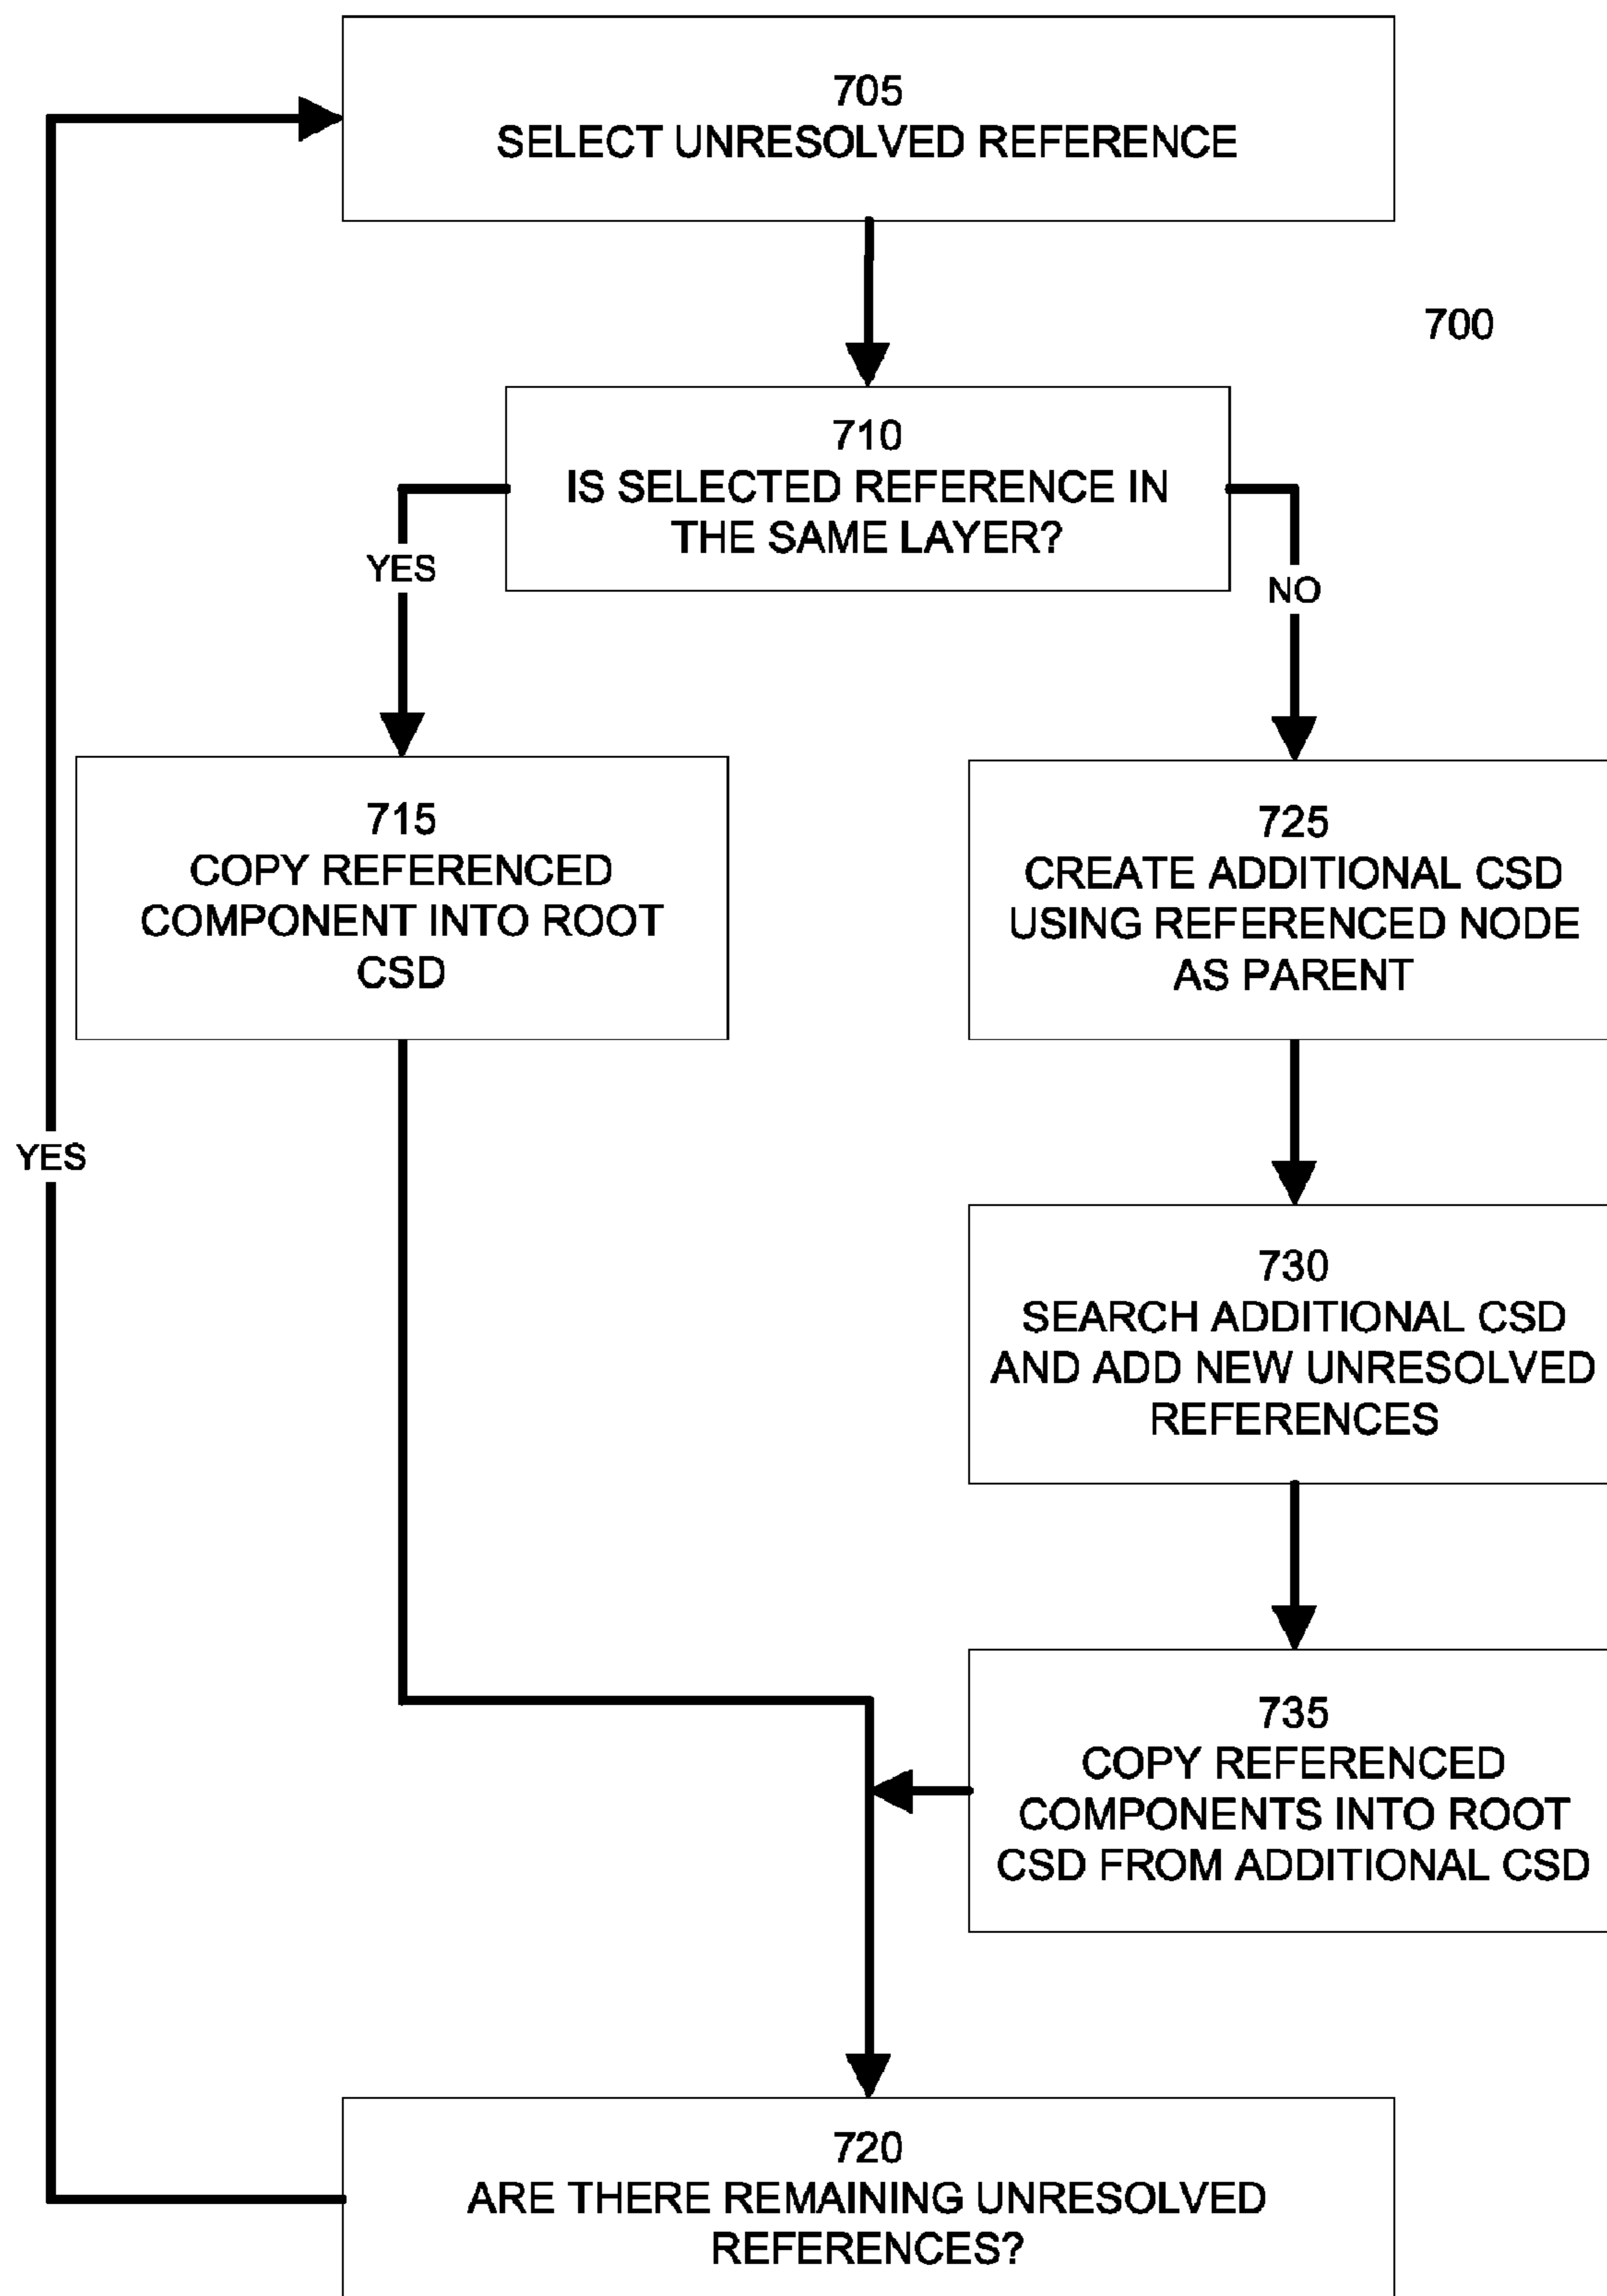 705
SELECT UNRESOLVED REFERENCE
700
710
IS SELECTED REFERENCE IN
THE SAME LAYER?
YES
NO
715
COPY REFERENCED
COMPONENT INTO ROOT
CSD
725
CREATE ADDITIONAL CSD
USING REFERENCED NODE
AS PARENT
YES
730
SEARCH ADDITIONAL CSD
AND ADD NEW UNRESOLVED
REFERENCES
735
COPY REFERENCED
COMPONENTS INTO ROOT
CSD FROM ADDITIONAL CSD
720
ARE THERE REMAINING UNRESOLVED
REFERENCES?